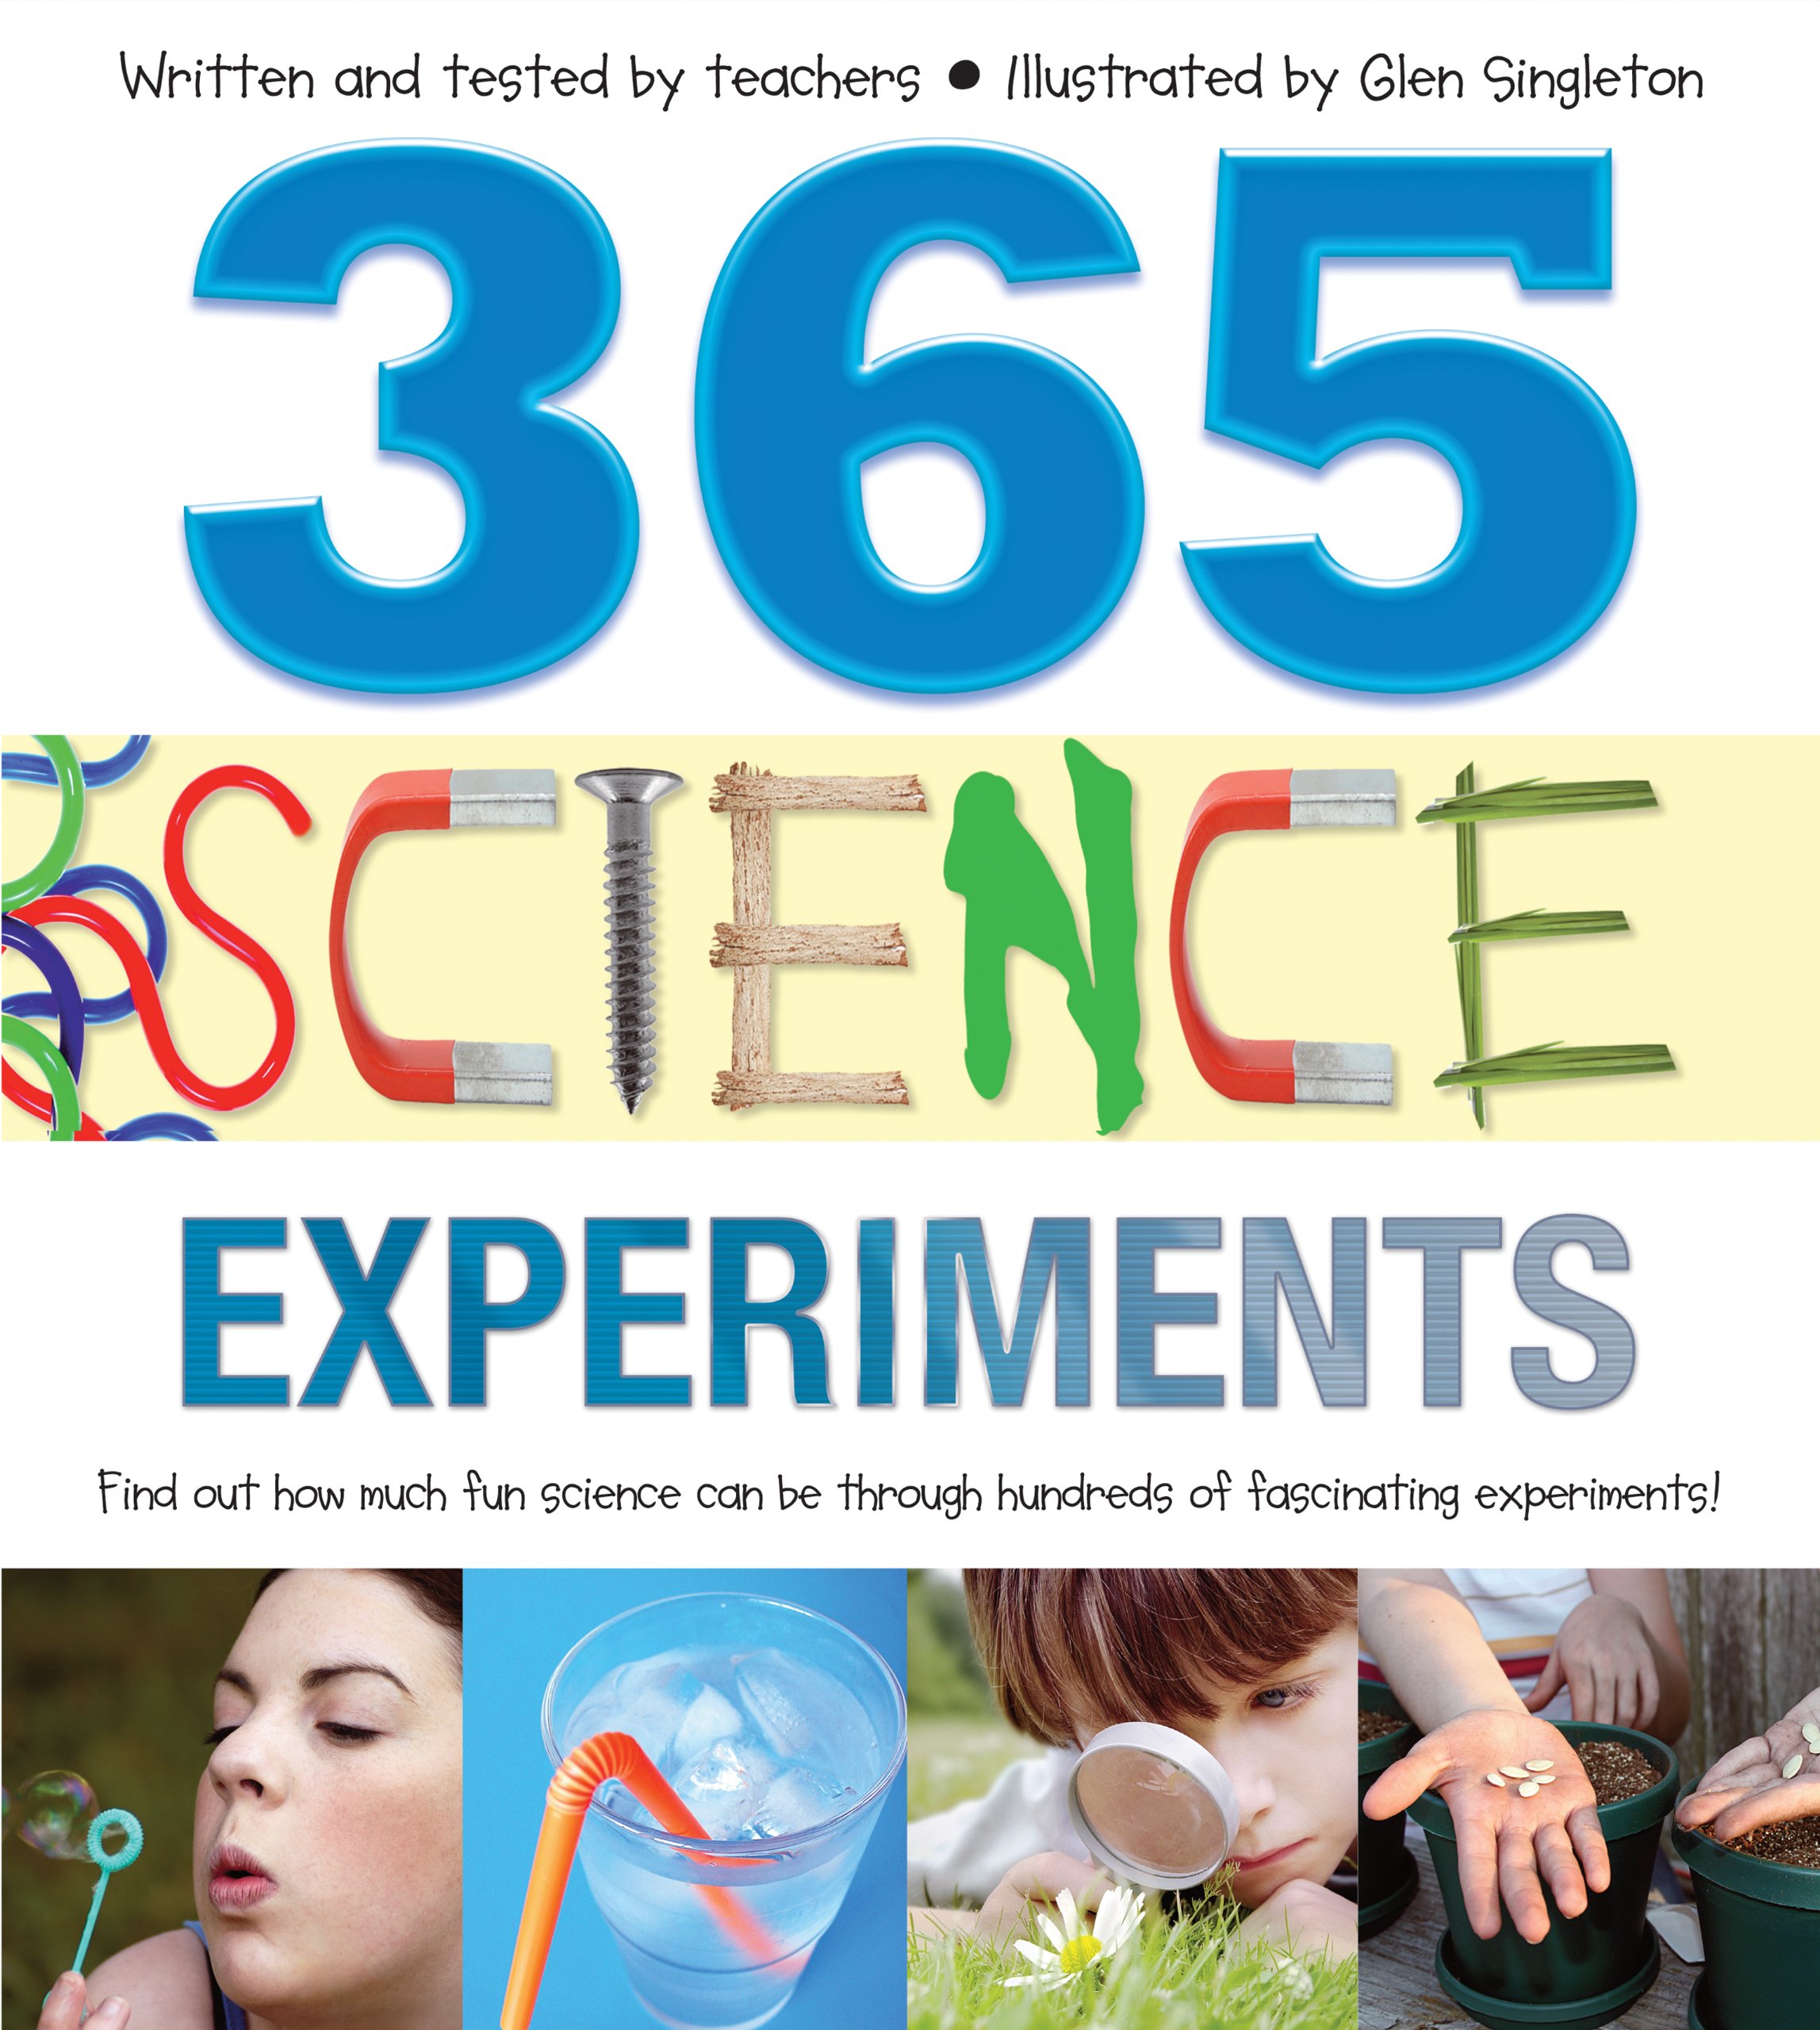 Written and tested by teachers ● Illustrated by Glen Singleton
365
SCIENCE
EXPERIMENTS
Find out how much fun science can be through hundreds of fascinating experiments!